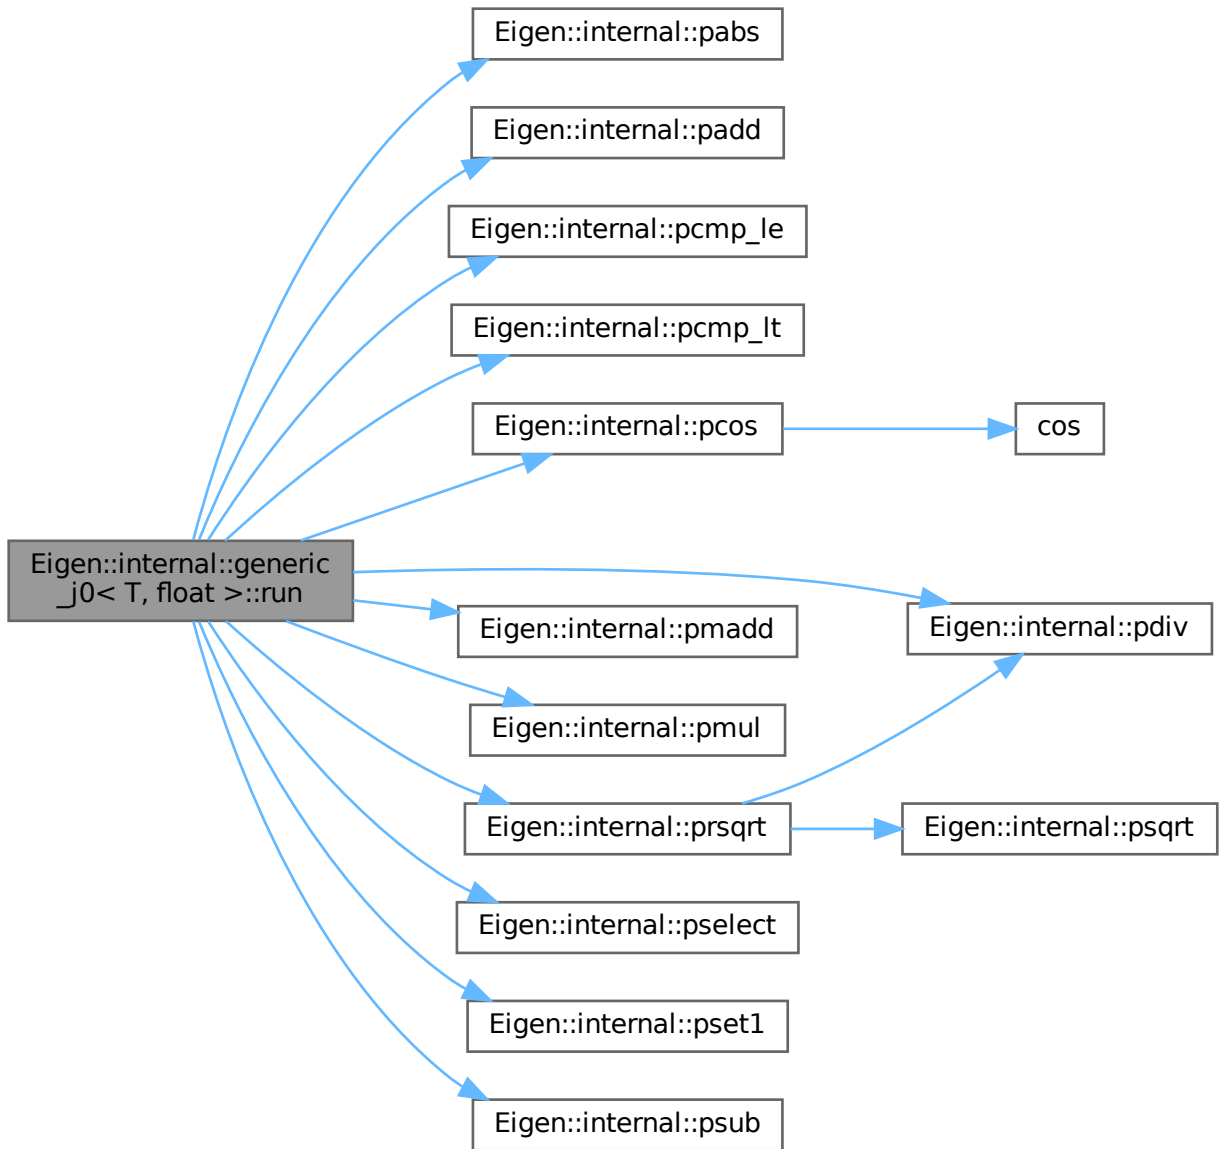 Eigen::internal::pabs
Eigen::internal::padd
Eigen::internal::pcmp_le
Eigen::internal::pcmp_lt
Eigen::internal::pcos
cos
Eigen::internal::generic
_j0< T, float >::run
Eigen::internal::pmadd
Eigen::internal::pdiv
Eigen::internal::pmul
Eigen::internal::prsqrt
Eigen::internal::psqrt
Eigen::internal::pselect
Eigen::internal::pset1
Eigen::internal::psub